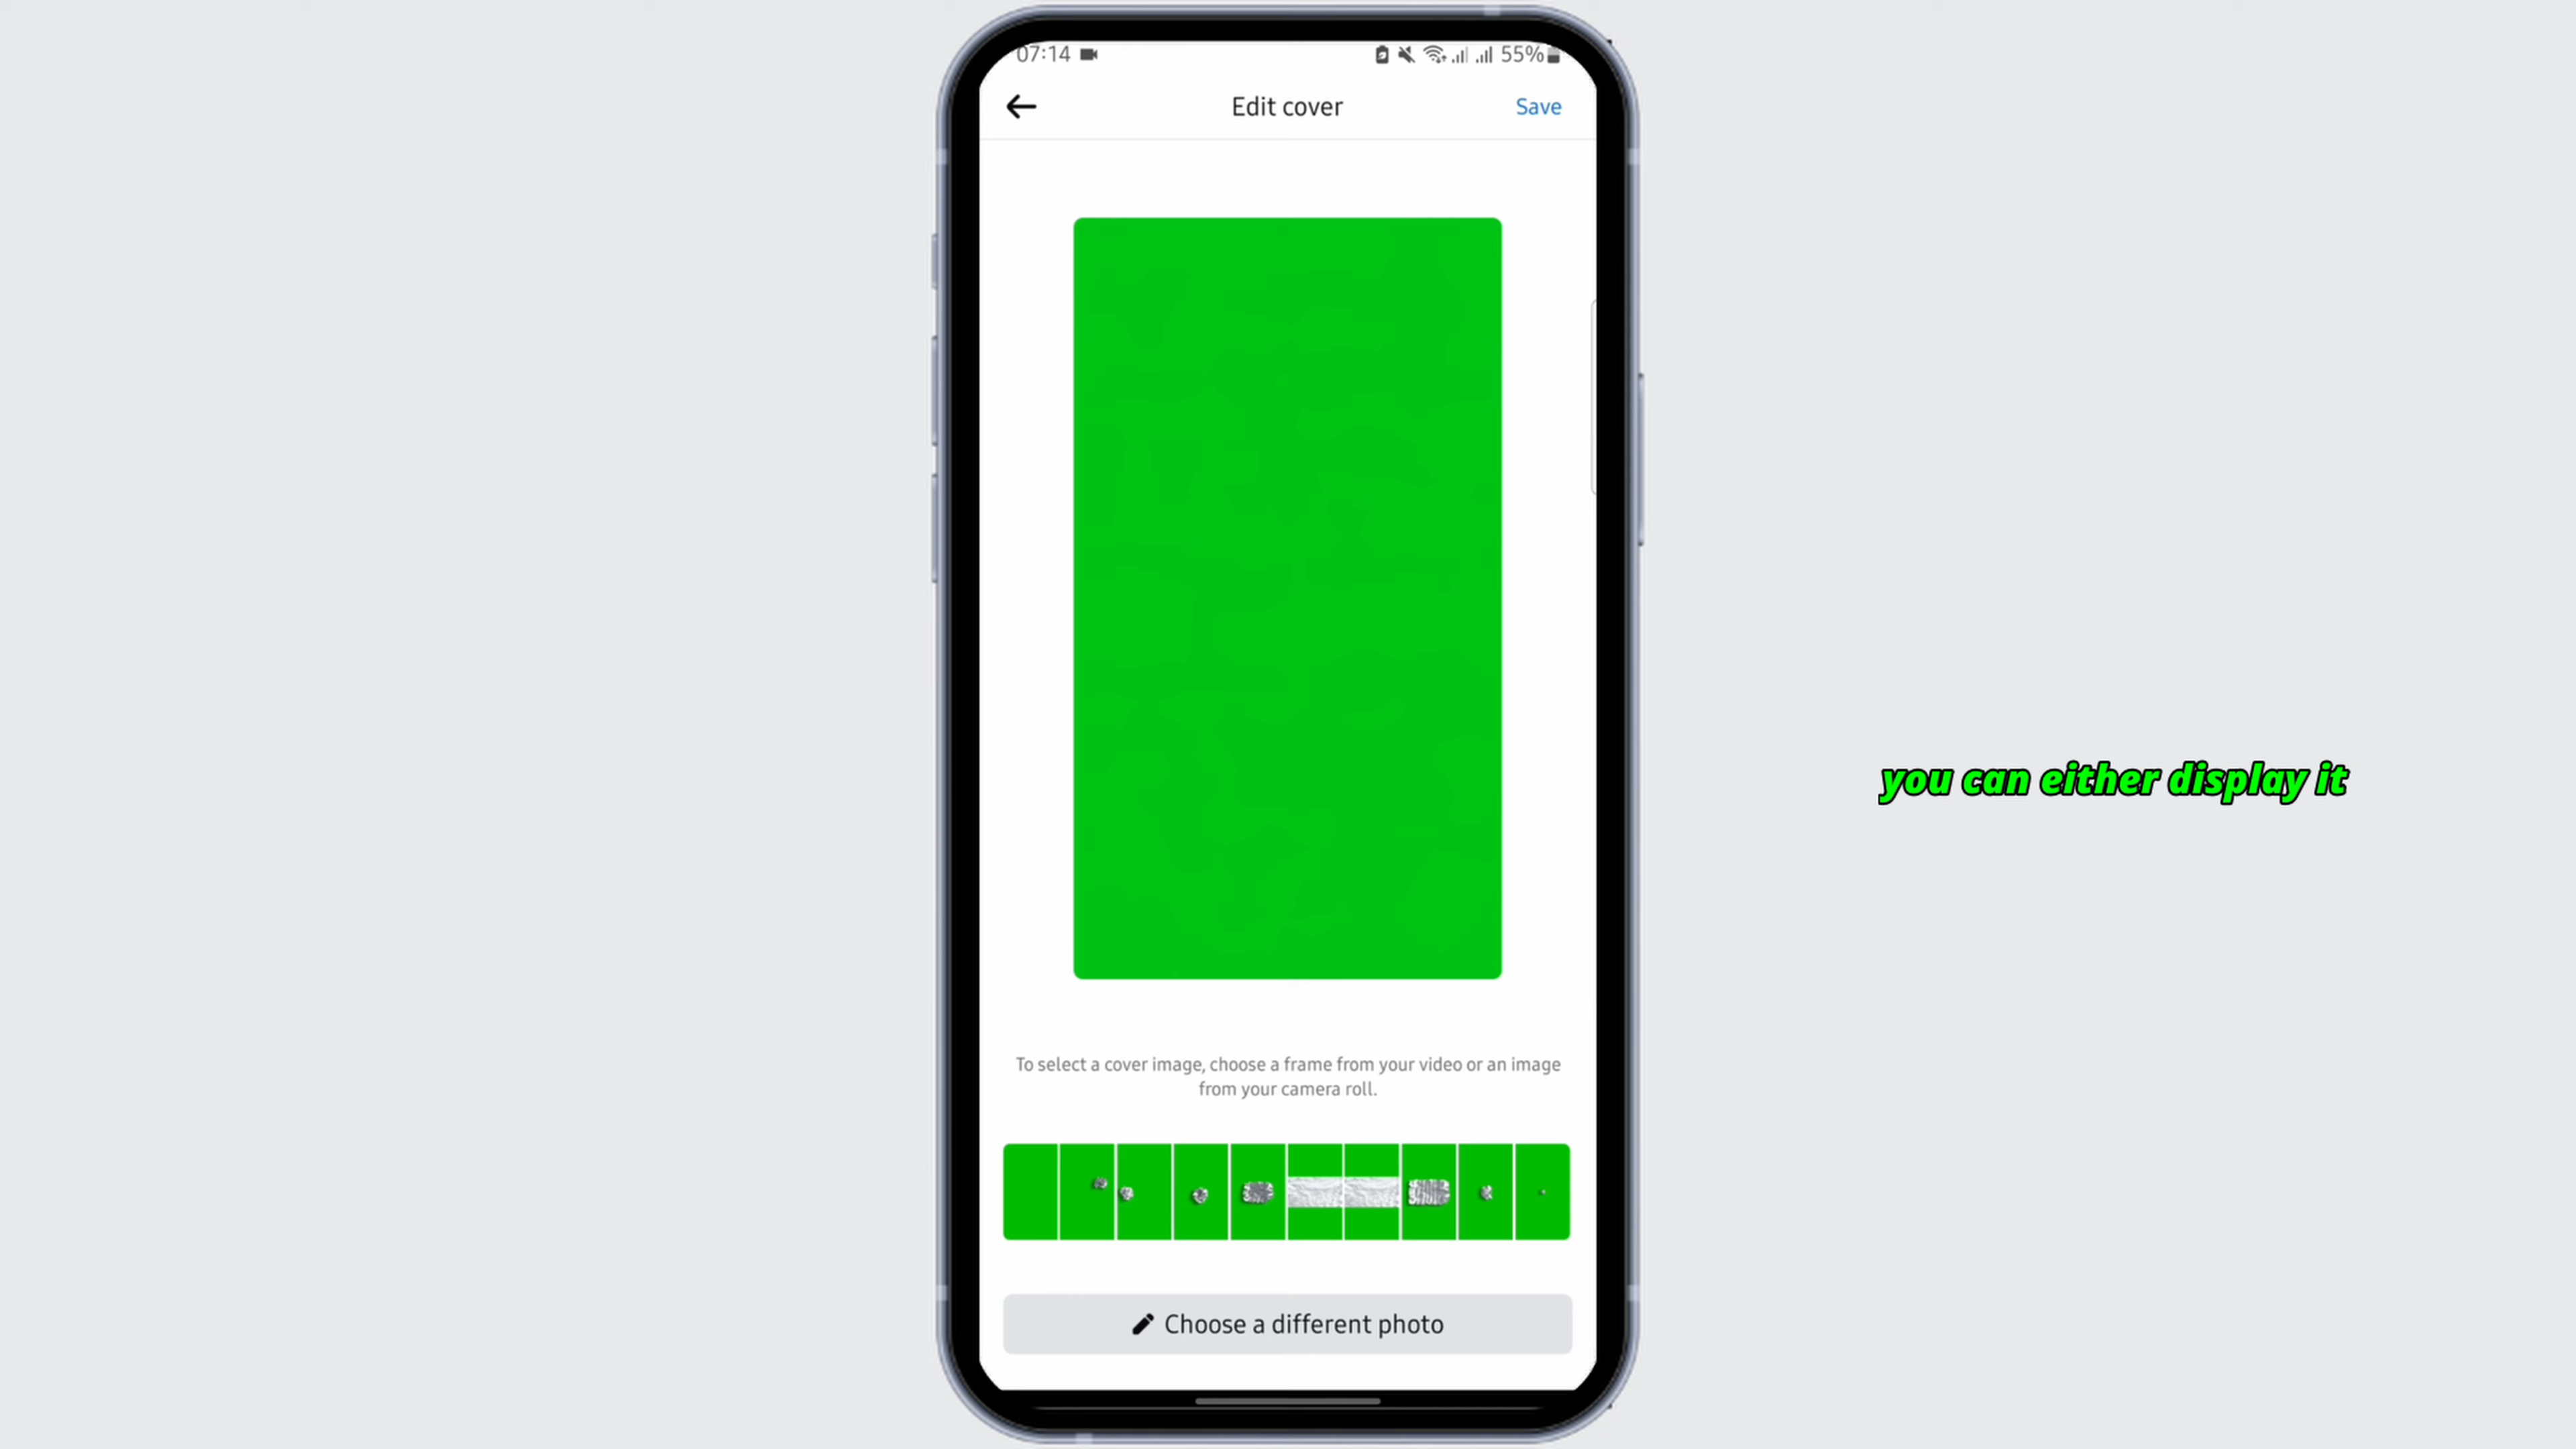 07:14
55%
Edit cover
Save
you can either display it
To select a cover image, choose a frame from your video or an image
from your camera roll.
Choose a different photo